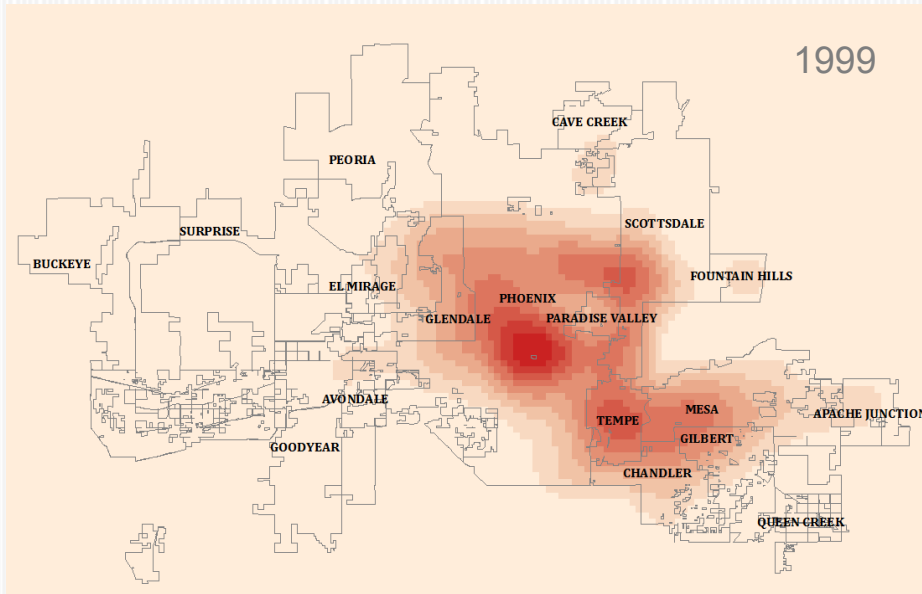 1999
CAVE CREEK
PEORIA
SCOTTSDALE
SURPRISE
BUCKEYE
FOUNTAIN HILLS
EL MIRAGE
PHOENIX
GLENDALE
PARADISE VALLEY
AVONDALE
MESA
APACHE JUNCTION
TEMPE
GILBERT
GOODYEAR
CHANDLER
QUEEN CREEK